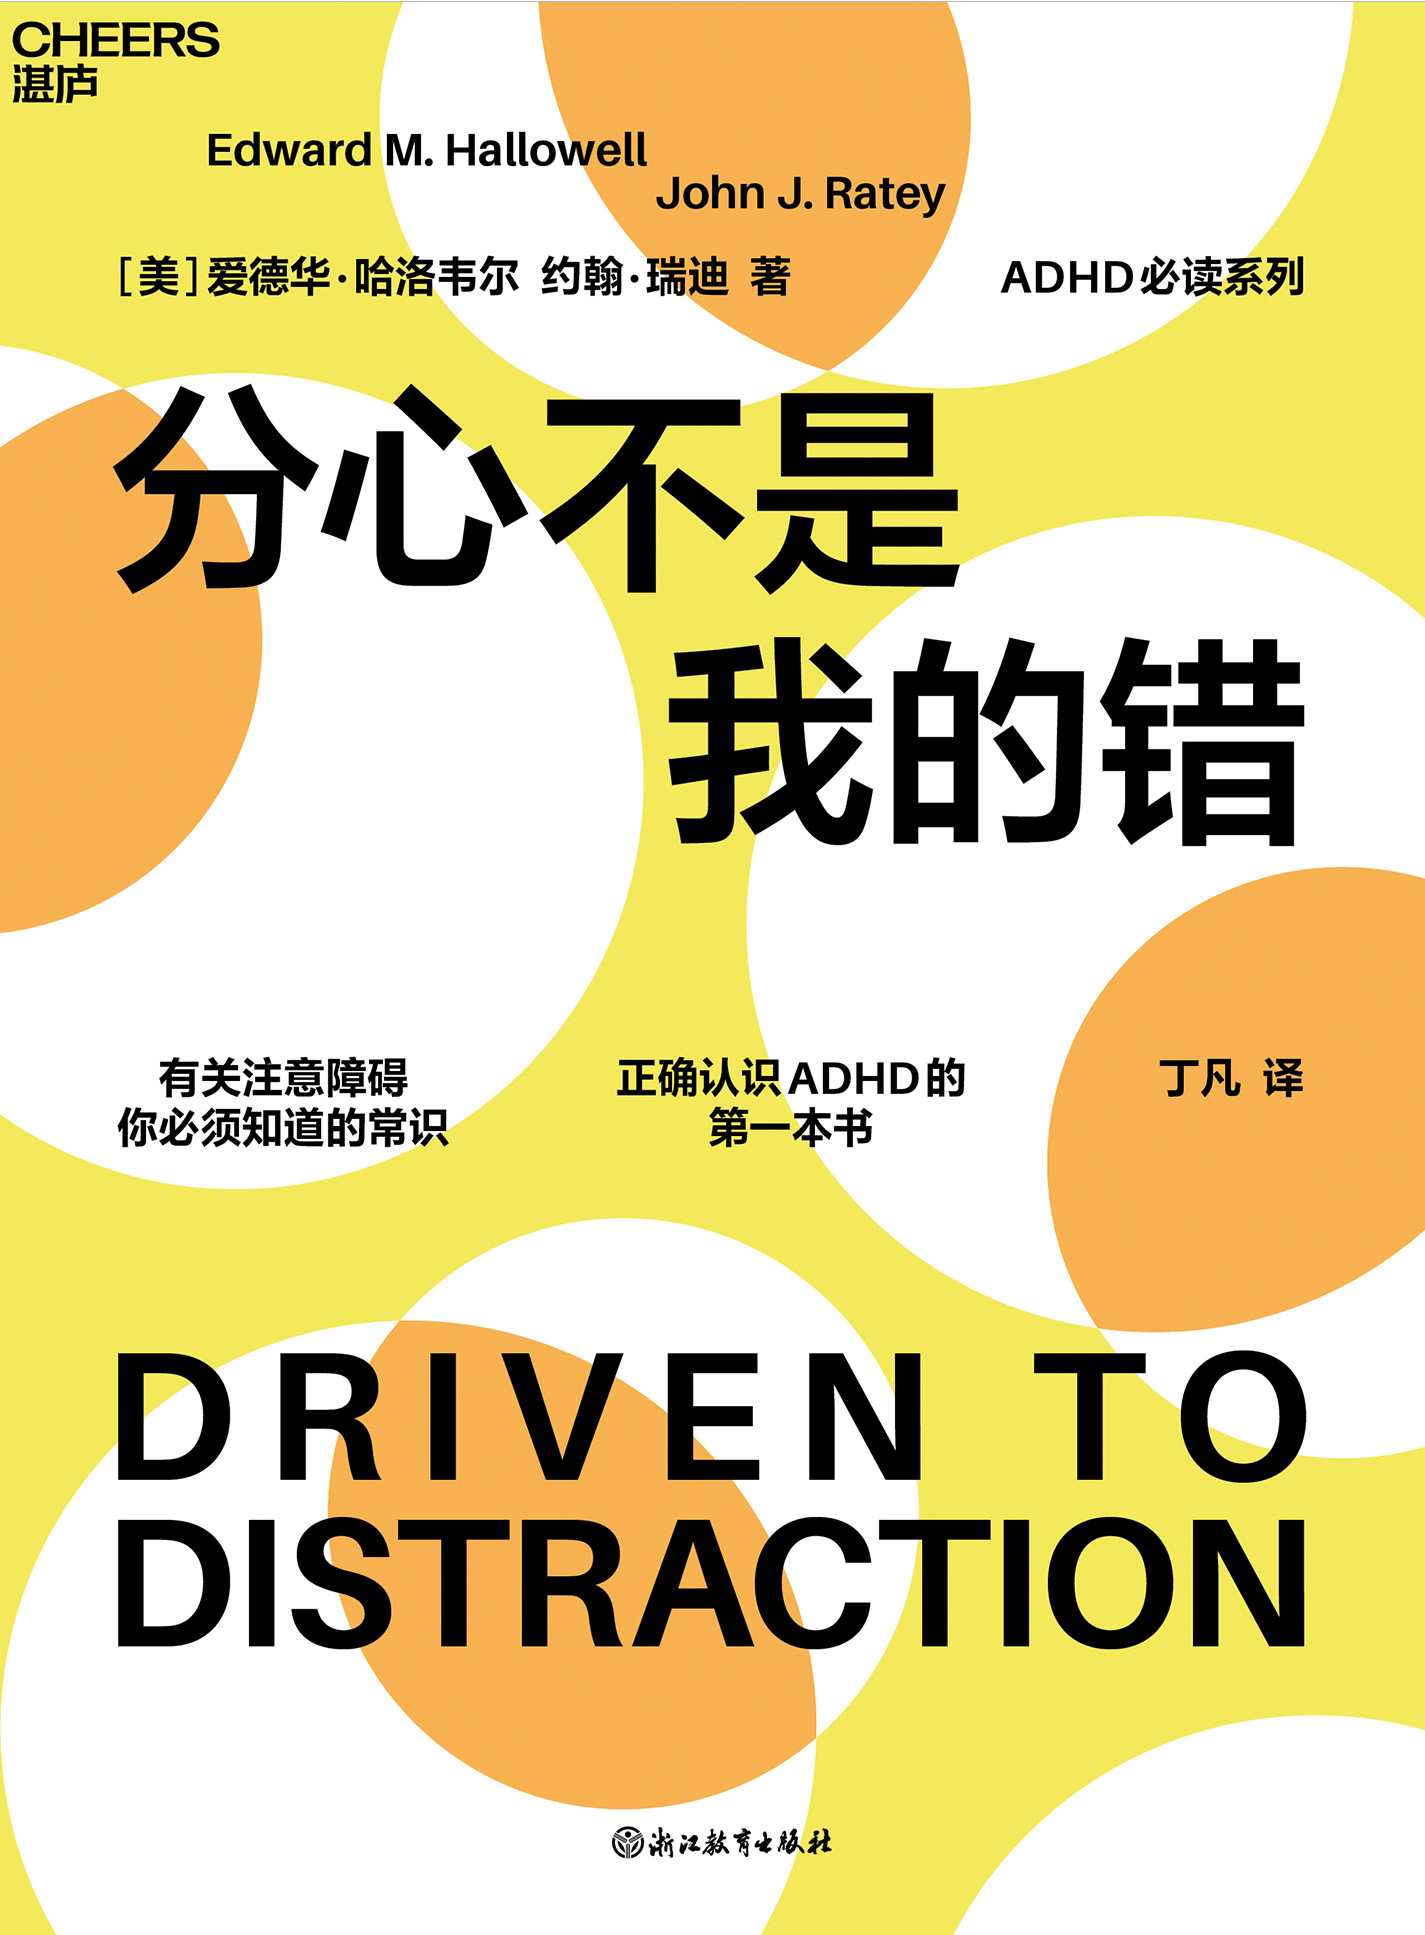 CHEERS
湛庐
Edward M. Hallowell
John J. Ratey
［美］爱德华·哈洛韦尔 约翰·瑞迪 著
ADHD必读系列
分心不是
我的错
有关注意障碍
你必须知道的常识
正确认识ADHD的
第一本书
丁凡 译
DRIVEN TO
DISTRACTION
浙江教育出版社